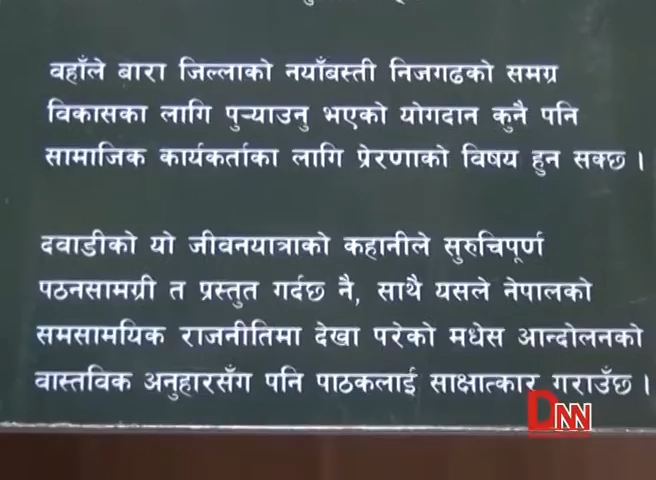 वहाँले बारा जिल्लाको नयाँबस्ती निजगढको समग्र
विकासका लागि पुऱ्याउनु भएको योगदान कुनै पनि
सामाजिक कार्यकर्ताका लागि प्रेरणाको विषय हुन सक्छ ।
दवाडीको यो जीवनयात्राको कहानीले सुरुचिपूर्ण
पठनसामग्री त प्रस्तुत गर्दछ नै, साथै यसले नेपालको
समसामयिक राजनीतिमा देखा परेको मधेस आन्दोलनको
वास्तविक अनुहारसँग पनि पाठकलाई साक्षात्कार गराउँछ ।
DNN